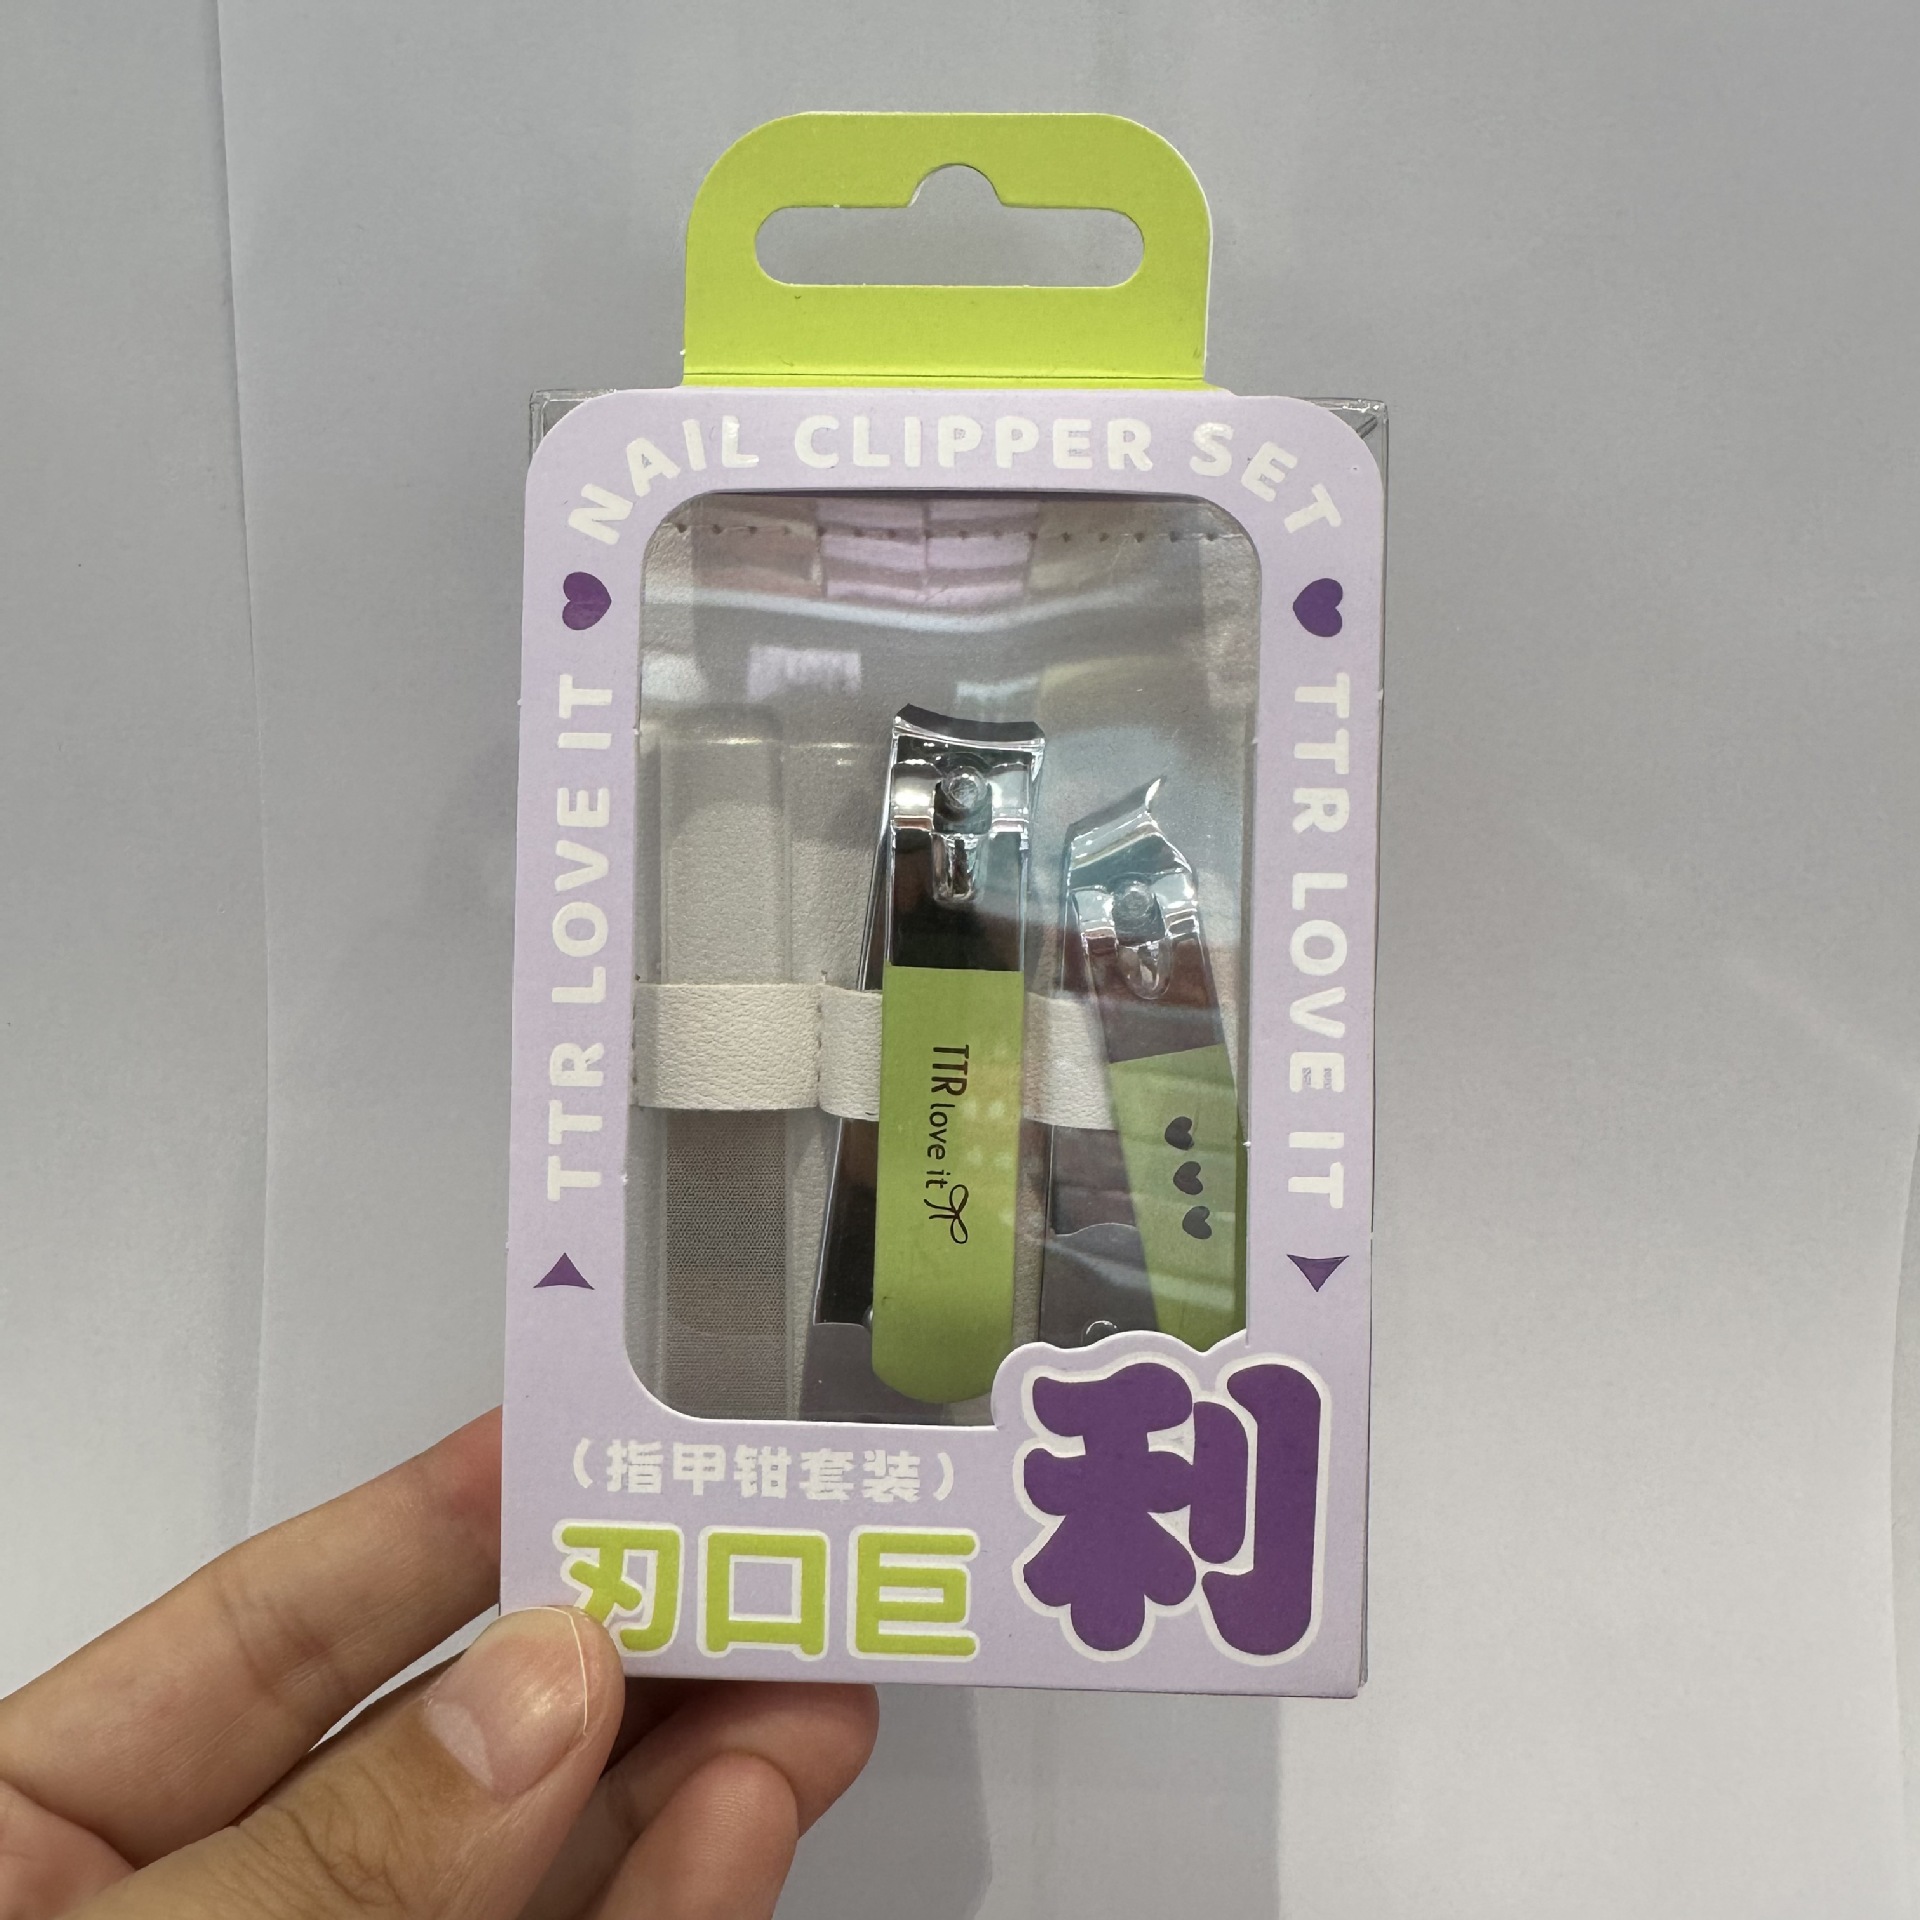 NAIL CLIPPER SET
TTR LOVE IT
TTR LOVE IT
TTR love it
（指甲钳套装）
刃口巨
利